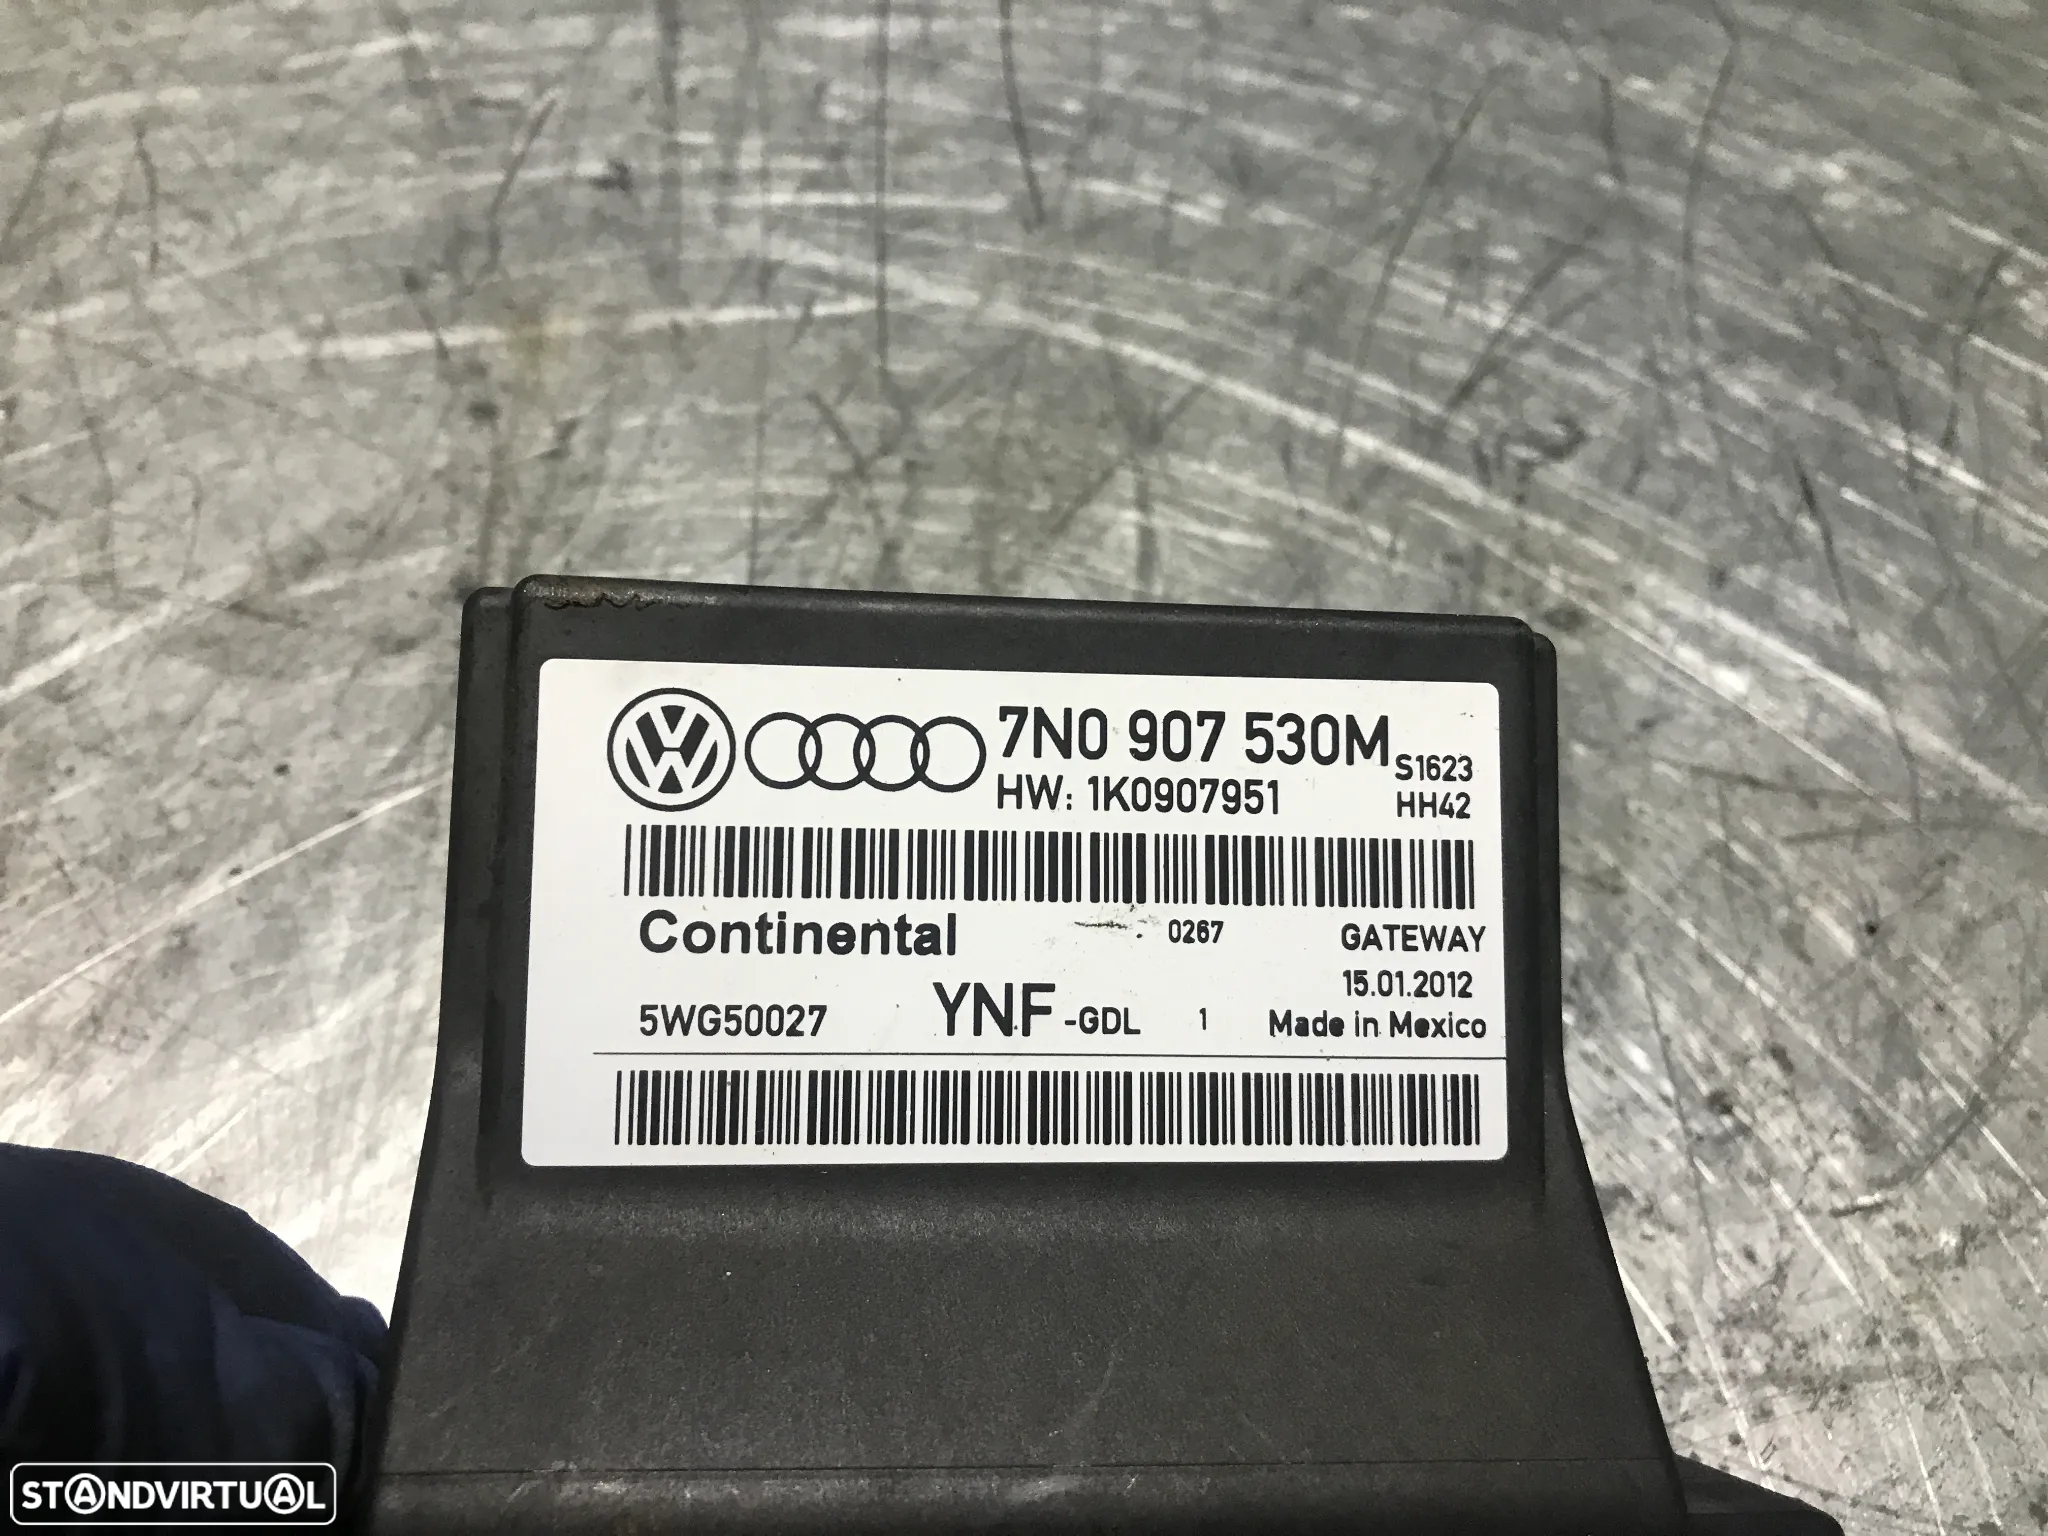 7N0 907 530M
S1623
HW: 1K0907951
HH42
Continental
0267
GATEWAY
15.01.2012
5WG50027
YNF -GDL
1
Made in Mexico
STANDVIRTUAL